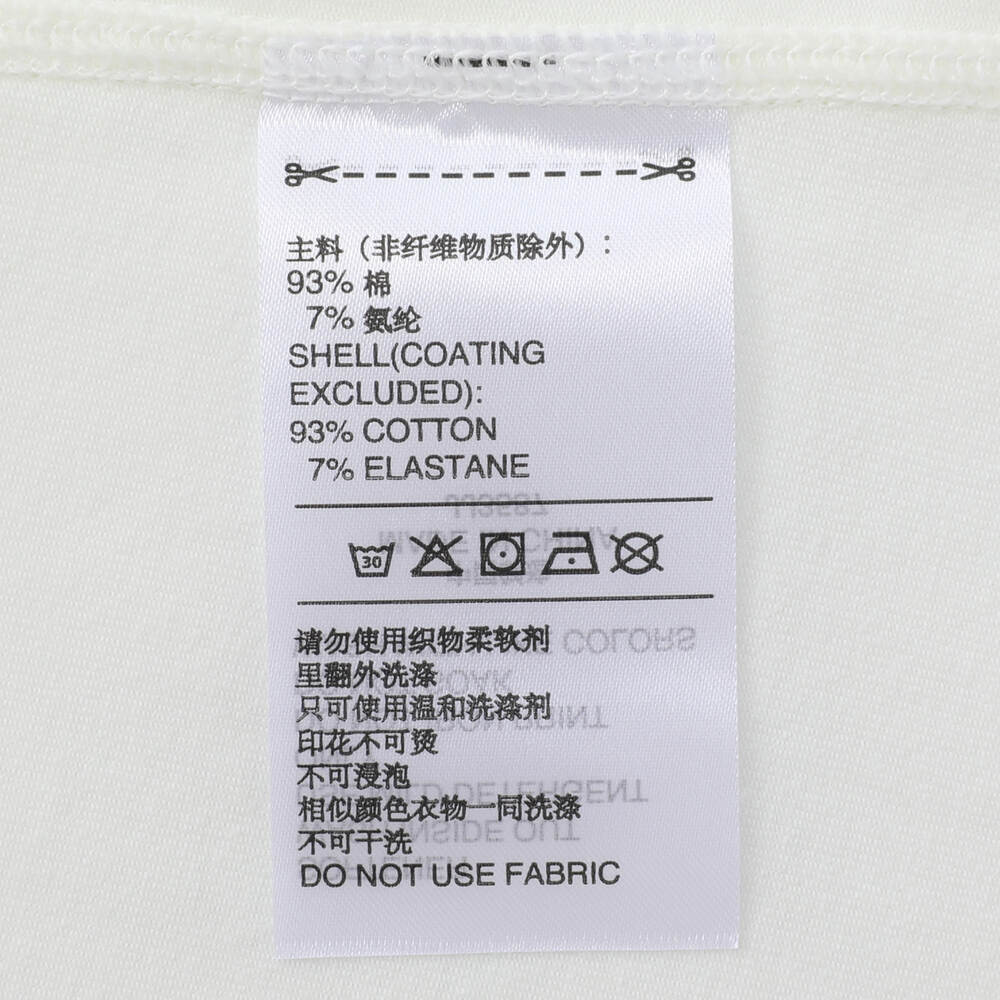 主料（非纤维物质除外）：
93% 棉
7% 氨纶
SHELL(COATING
EXCLUDED):
93% COTTON
7% ELASTANE
30
请勿使用织物柔软剂
里翻外洗涤
只可使用温和洗涤剂
印花不可烫
不可浸泡
相似颜色衣物一同洗涤
不可干洗
DO NOT USE FABRIC